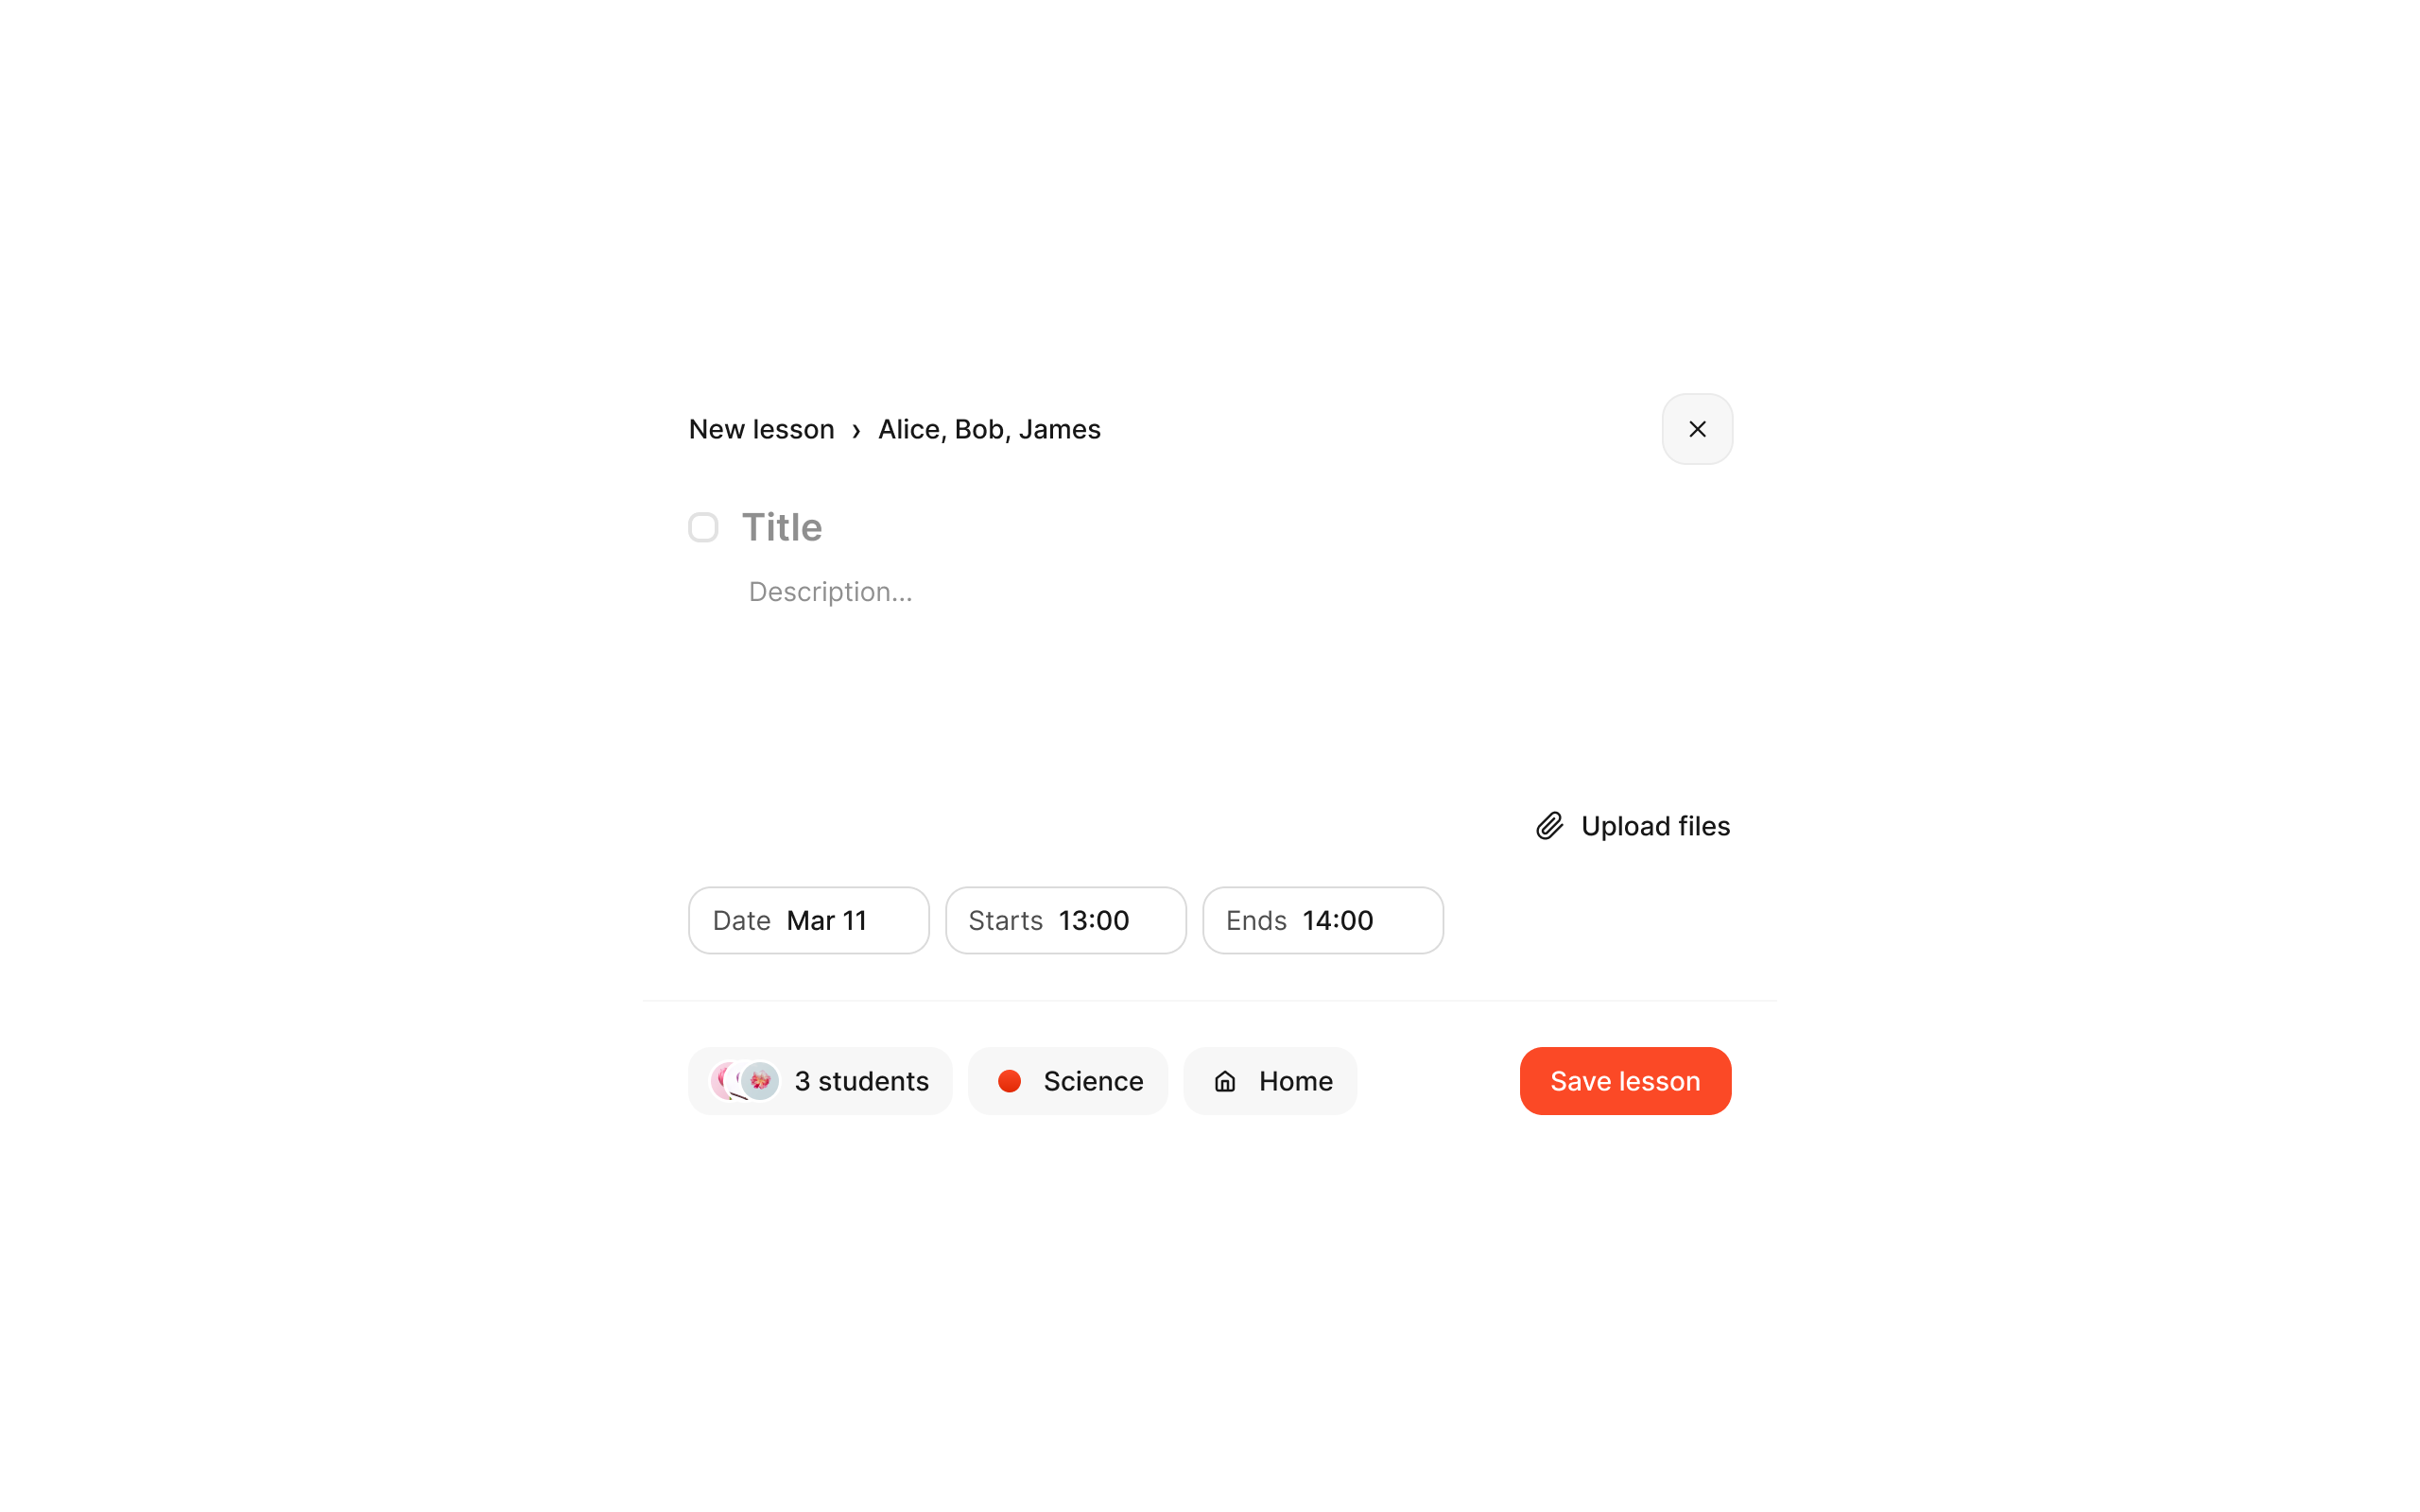 New lesson › Alice, Bob, James
Title
Description...
Upload files
Date Mar 11 Starts 13:00 Ends 14:00
3 students Science Home Save lesson